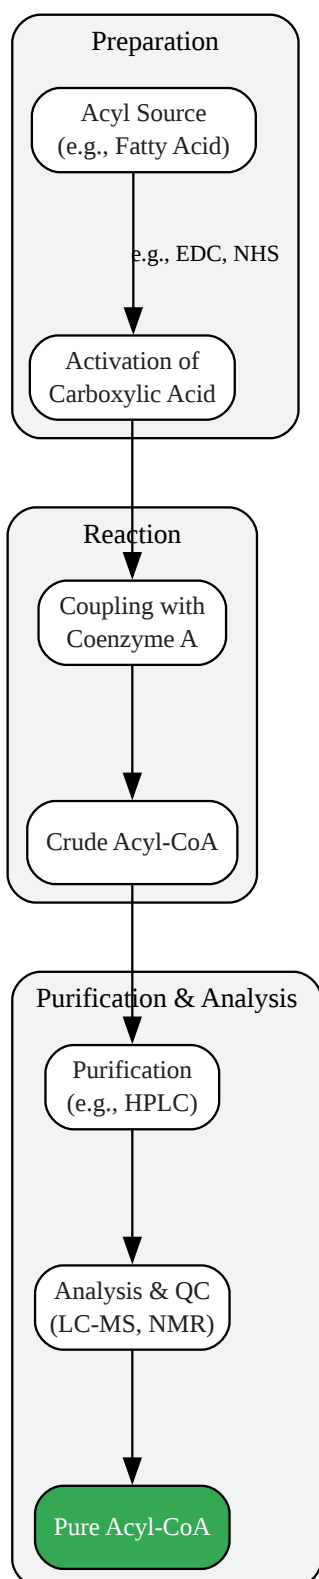 Preparation
Acyl Source
(e.g., Fatty Acid)
e.g., EDC, NHS
Activation of
Carboxylic Acid
Reaction
Coupling with
Coenzyme A
Crude Acyl-CoA
Purification & Analysis
Purification
(e.g., HPLC)
Analysis & QC
(LC-MS, NMR)
Pure Acyl-CoA